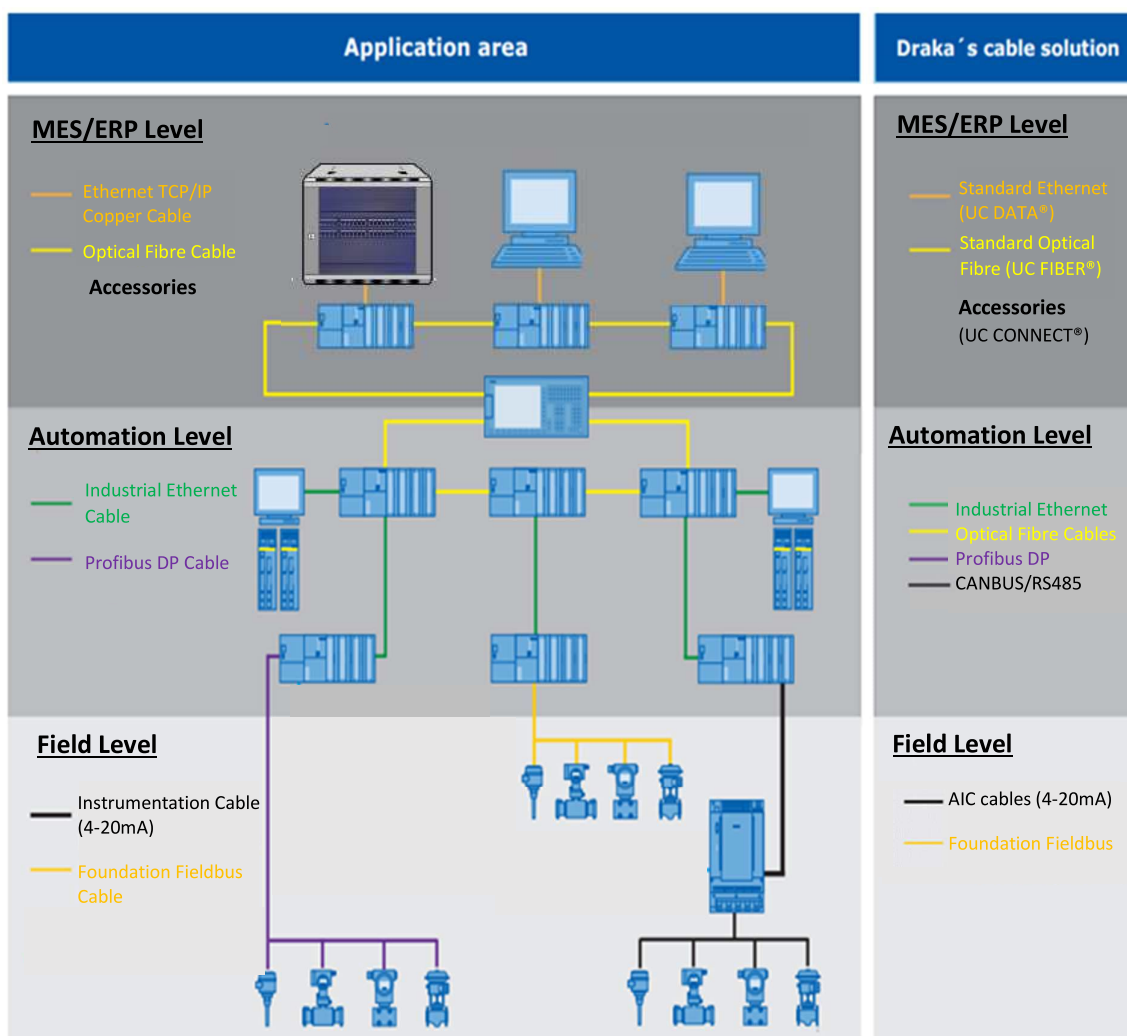 Application area
Draka´s cable solution
MES/ERP Level
Ethernet TCP/IP
Copper Cable
Optical Fibre Cable
Accessories
MES/ERP Level
Standard Ethernet
(UC DATA®)
Standard Optical
Fibre (UC FIBER®)
Accessories
(UC CONNECT®)
Automation Level
Industrial Ethernet
Cable
Profibus DP Cable
Automation Level
Industrial Ethernet
Optical Fibre Cables
Profibus DP
CANBUS/RS485
Field Level
Instrumentation Cable
(4-20mA)
Foundation Fieldbus
Cable
Field Level
AIC cables (4-20mA)
Foundation Fieldbus